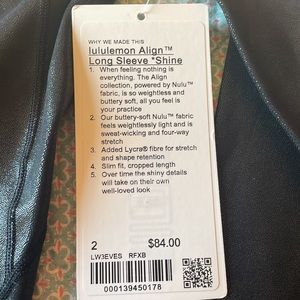 WHY WE MADE THIS
lululemon Align™
Long Sleeve *Shine
1. When feeling nothing is
everything. The Align
collection, powered by Nulu™
fabric, is so weightless and
buttery soft, all you feel is
your practice
2. Our buttery-soft Nulu™ fabric
feels weightlessly light and is
sweat-wicking and four-way
stretch
3. Added Lycra® fibre for stretch
and shape retention
4. Slim fit, cropped length
5. Over time the shiny details
will take on their own
well-loved look
2 $84.00
LW3EVES RFXB
000139450178